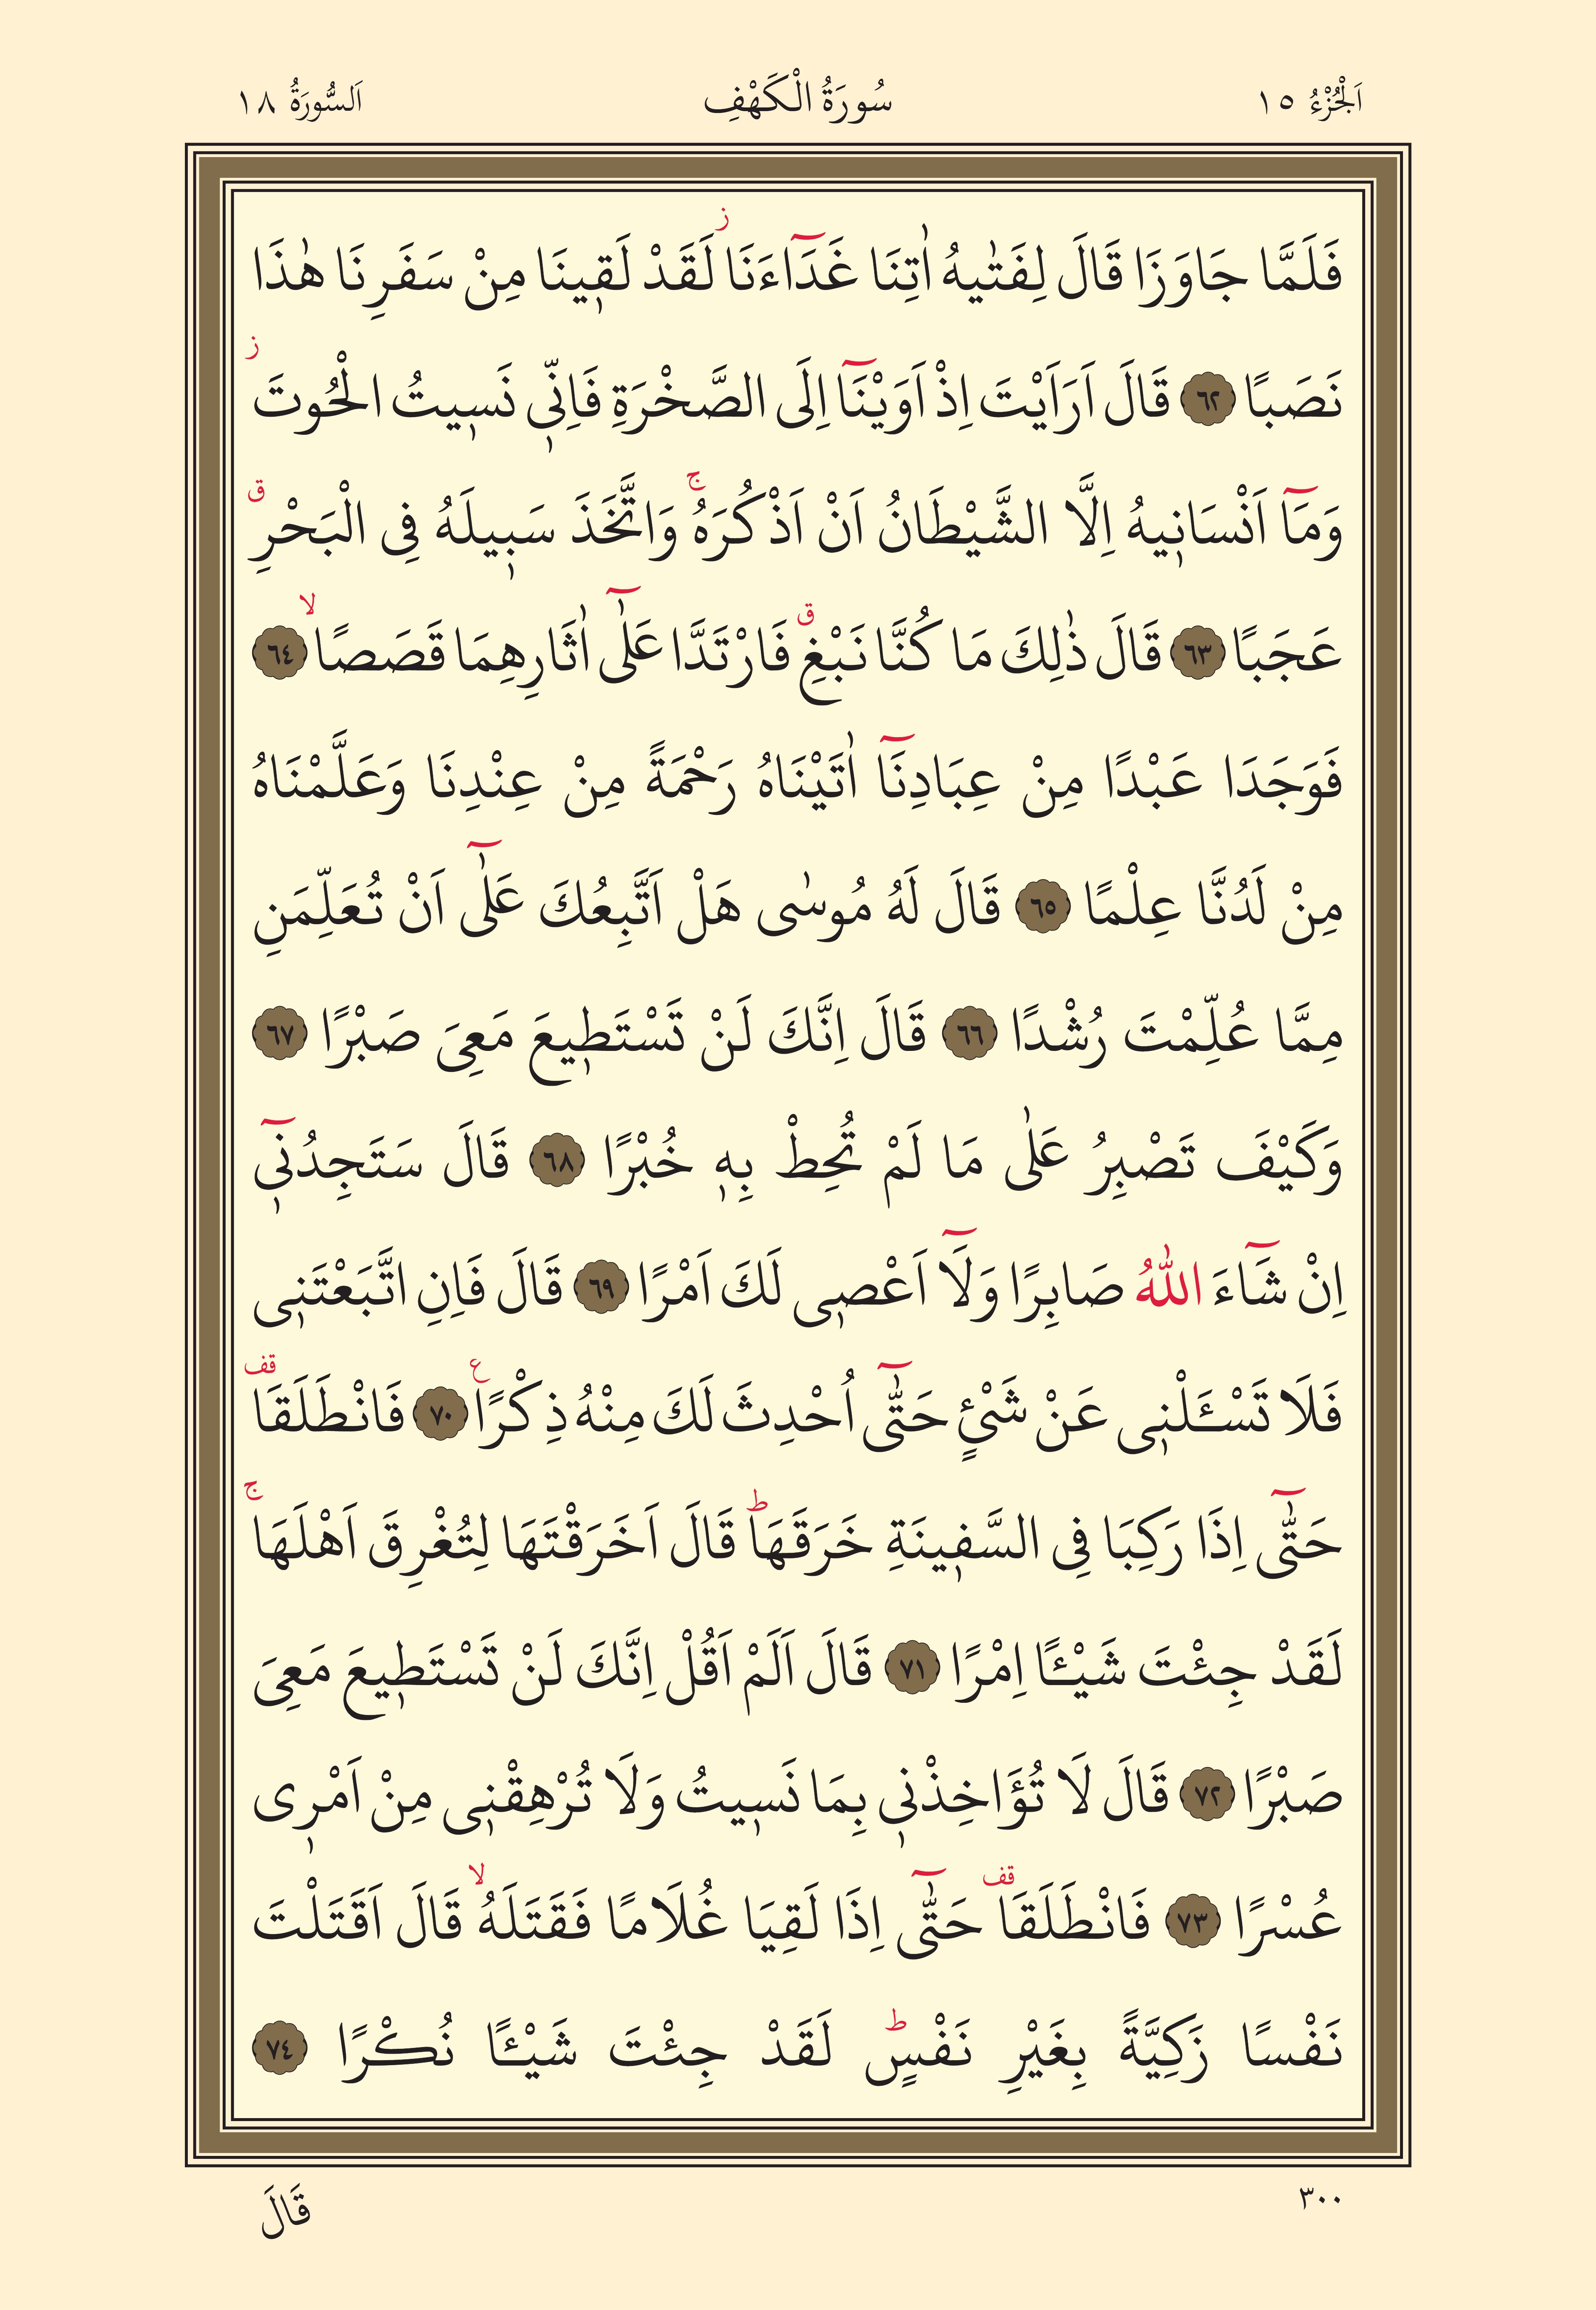 اَلْجُزْءُ ١٥ سُورَةُ الْكَهْفِ اَلسُّورَةُ ١٨
فَلَمَّا جَاوَزَا قَالَ لِفَتٰيهُ اٰتِنَا غَدَٓاءَنَاۘ لَقَدْ لَقٖينَا مِنْ سَفَرِنَا هٰذَا
نَصَبًا ٦٢ قَالَ اَرَاَيْتَ اِذْ اَوَيْنَٓا اِلَى الصَّخْرَةِ فَاِنّٖى نَسٖيتُ الْحُوتَ ز
وَمَٓا اَنْسَانٖيهُ اِلَّا الشَّيْطَانُ اَنْ اَذْكُرَهُۚ وَاتَّخَذَ سَبٖيلَهُ فِى الْبَحْرِ ق
عَجَبًا ٦٣ قَالَ ذٰلِكَ مَا كُنَّا نَبْغِ ق فَارْتَدَّا عَلٰٓى اٰثَارِهِمَا قَصَصًاۙ ٦٤
فَوَجَدَا عَبْدًا مِنْ عِبَادِنَٓا اٰتَيْنَاهُ رَحْمَةً مِنْ عِنْدِنَا وَعَلَّمْنَاهُ
مِنْ لَدُنَّا عِلْمًا ٦٥ قَالَ لَهُ مُوسٰى هَلْ اَتَّبِعُكَ عَلٰٓى اَنْ تُعَلِّمَنِ
مِمَّا عُلِّمْتَ رُشْدًا ٦٦ قَالَ اِنَّكَ لَنْ تَسْتَطٖيعَ مَعِىَ صَبْرًا ٦٧
وَكَيْفَ تَصْبِرُ عَلٰى مَا لَمْ تُحِطْ بِهٖ خُبْرًا ٦٨ قَالَ سَتَجِدُنٖٓى
اِنْ شَٓاءَ اللّٰهُ صَابِرًا وَلَٓا اَعْصٖى لَكَ اَمْرًا ٦٩ قَالَ فَاِنِ اتَّبَعْتَنٖى
فَلَا تَسْـَٔلْنٖى عَنْ شَىْءٍ حَتّٰٓى اُحْدِثَ لَكَ مِنْهُ ذِكْرًا ع ٧٠ فَانْطَلَقَا قف
حَتّٰٓى اِذَا رَكِبَا فِى السَّفٖينَةِ خَرَقَهَا ط قَالَ اَخَرَقْتَهَا لِتُغْرِقَ اَهْلَهَاۚ
لَقَدْ جِئْتَ شَيْـًٔا اِمْرًا ٧١ قَالَ اَلَمْ اَقُلْ اِنَّكَ لَنْ تَسْتَطٖيعَ مَعِىَ
صَبْرًا ٧٢ قَالَ لَا تُؤَاخِذْنٖى بِمَا نَسٖيتُ وَلَا تُرْهِقْنٖى مِنْ اَمْرٖى
عُسْرًا ٧٣ فَانْطَلَقَا قف حَتّٰٓى اِذَا لَقِيَا غُلَامًا فَقَتَلَهُۙ قَالَ اَقَتَلْتَ
نَفْسًا زَكِيَّةً بِغَيْرِ نَفْسٍ ط لَقَدْ جِئْتَ شَيْـًٔا نُكْرًا ٧٤
٣٠٠ قَالَ